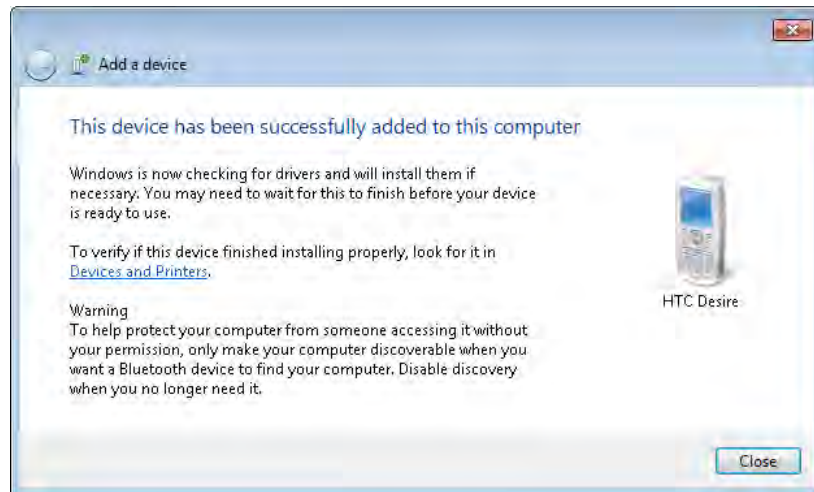 Add a device
This device has been successfully added to this computer
Windows is now checking for drivers and will install them if
necessary. You may need to wait for this to finish before your device
is ready to use.
To verify if this device finished installing properly, look for it in
Devices and Printers.
HTC Desire
Warning
To help protect your computer from someone accessing it without
your permission, only make your computer discoverable when you
want a Bluetooth device to find your computer. Disable discovery
when you no longer need it.
Close